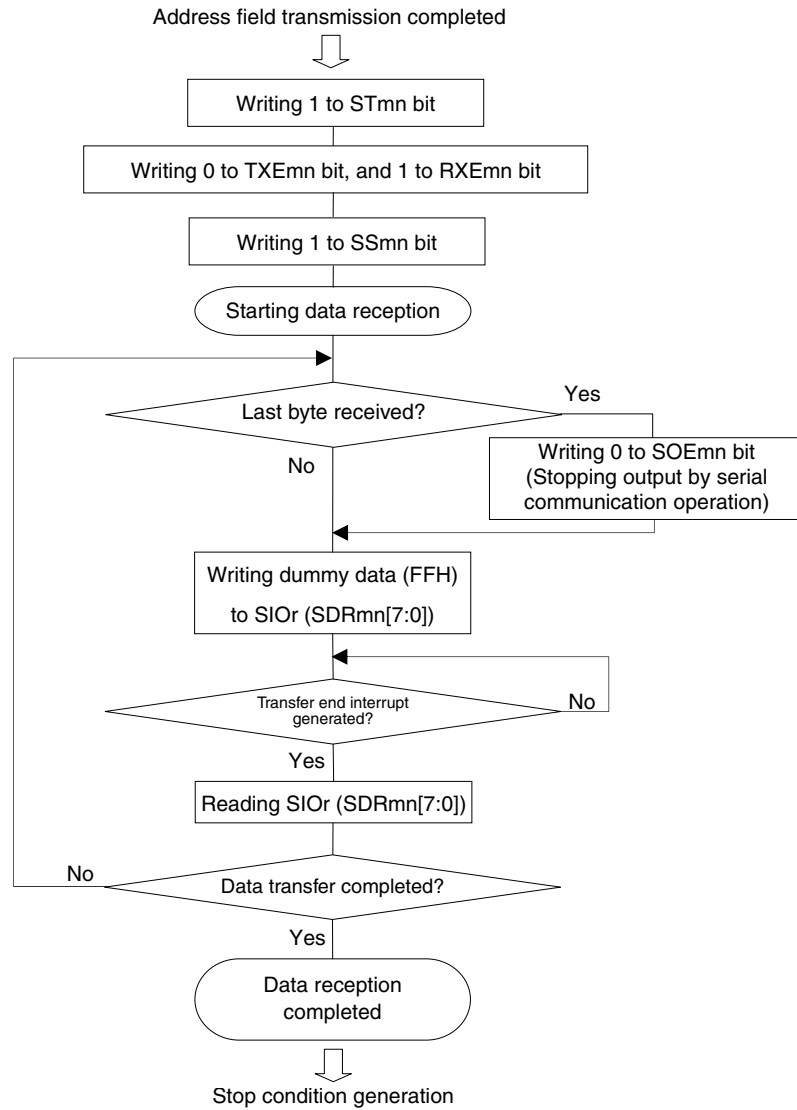 Address field transmission completed
Writing 1 to STmn bit
Writing 0 to TXEmn bit, and 1 to RXEmn bit
Writing 1 to SSmn bit
Starting data reception
Last byte received?
Yes
Writing 0 to SOEmn bit
(Stopping output by serial
communication operation)
No
Writing dummy data (FFH)
to SIOr (SDRmn[7:0])
Transfer end interrupt
generated?
No
Yes
Reading SIOr (SDRmn[7:0])
No
Data transfer completed?
Yes
Data reception
completed
Stop condition generation